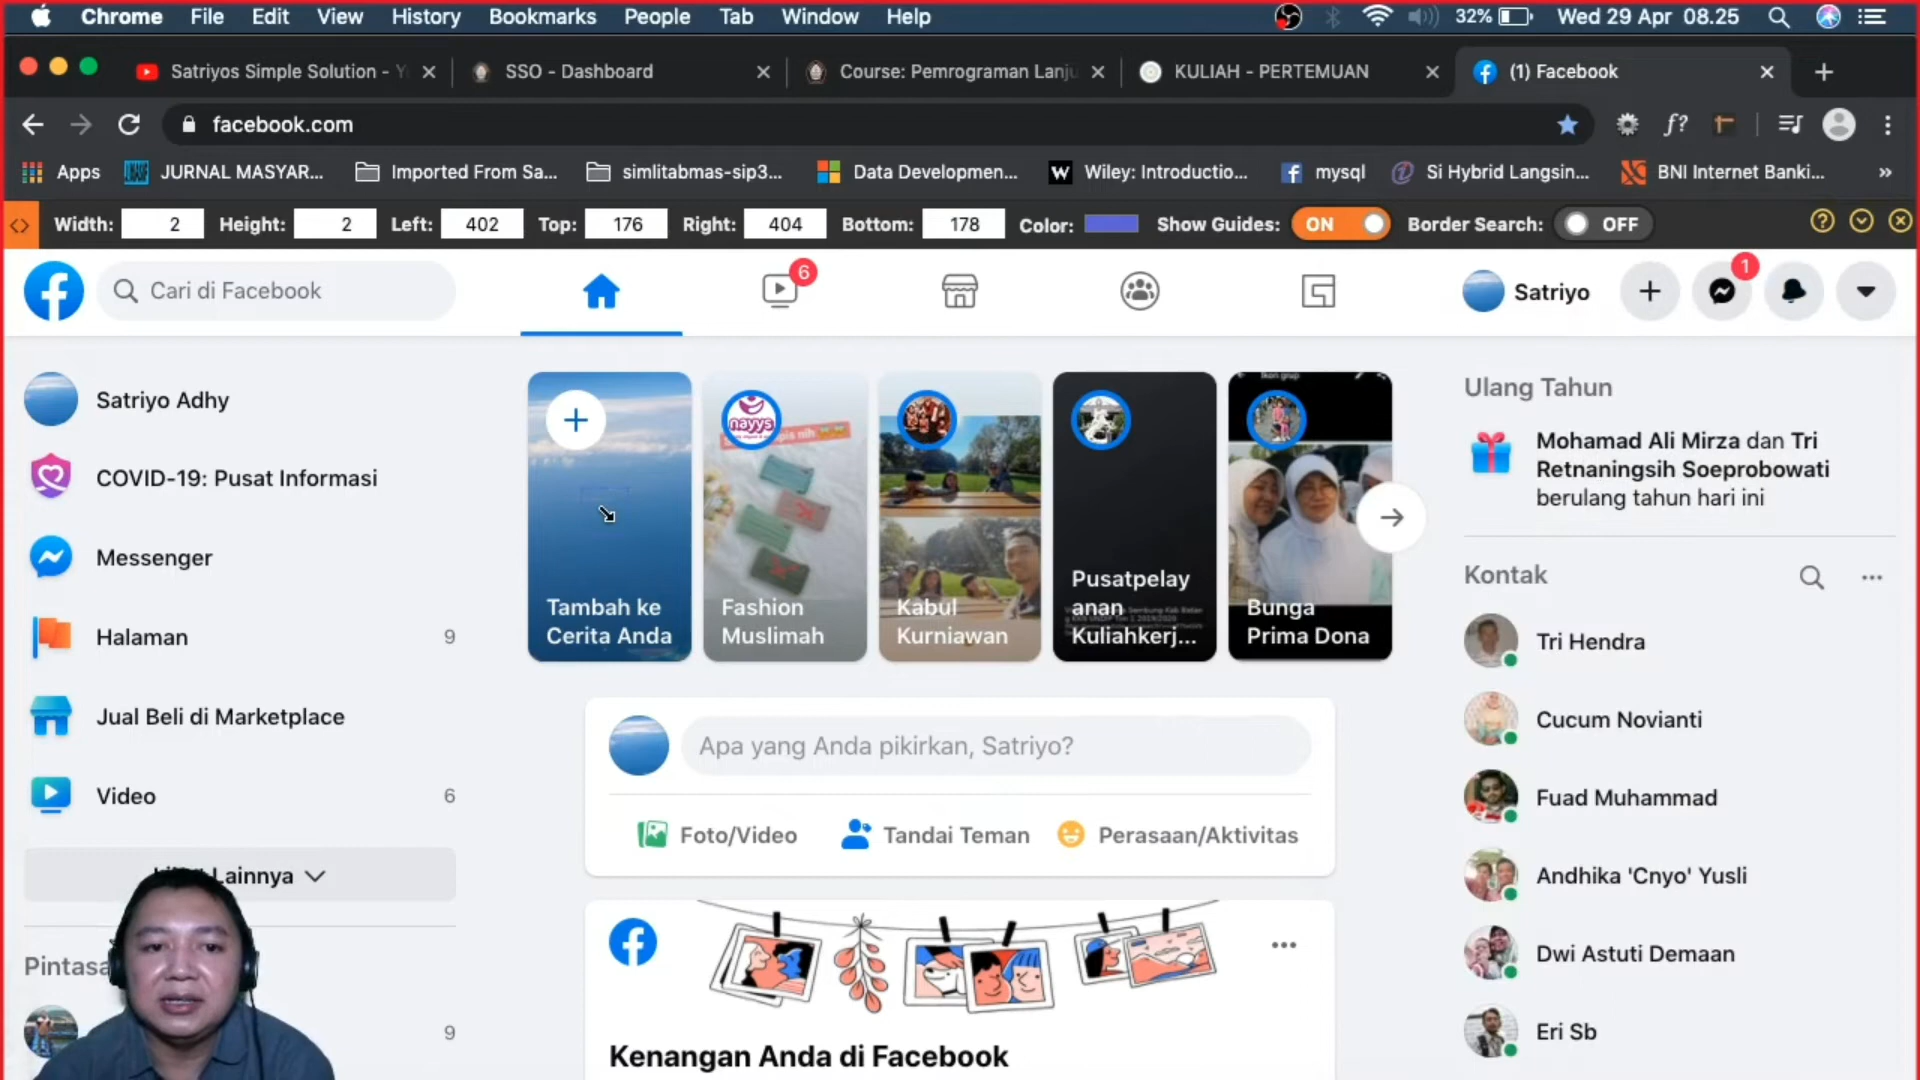 Chrome File Edit View History Bookmarks People Tab Window Help 32% Wed 29 Apr 08.25
Satriyos Simple Solution - Y
SSO - Dashboard
Course: Pemrograman Lanju
KULIAH - PERTEMUAN
(1) Facebook
facebook.com
f?
Apps JURNAL MASYAR... Imported From Sa... simlitabmas-sip3... Data Developmen... Wiley: Introductio... mysql Si Hybrid Langsin... BNI Internet Banki... »
Width: 2 Height: 2 Left: 402 Top: 176 Right: 404 Bottom: 178 Color: Show Guides: ON Border Search: OFF
Cari di Facebook
6
Satriyo
1
Satriyo Adhy
COVID-19: Pusat Informasi
Messenger
Halaman 9
Jual Beli di Marketplace
Video 6
Lainnya
Pintasa
9
Tambah ke
Cerita Anda
nayys
Fashion
Muslimah
Kabul
Kurniawan
Pusatpelay
anan
Kuliahkerj...
Ikon grup
Bunga
Prima Dona
Apa yang Anda pikirkan, Satriyo?
Foto/Video
Tandai Teman
Perasaan/Aktivitas
Kenangan Anda di Facebook
Ulang Tahun
Mohamad Ali Mirza dan Tri
Retnaningsih Soeprobowati
berulang tahun hari ini
Kontak
Tri Hendra
Cucum Novianti
Fuad Muhammad
Andhika 'Cnyo' Yusli
Dwi Astuti Demaan
Eri Sb